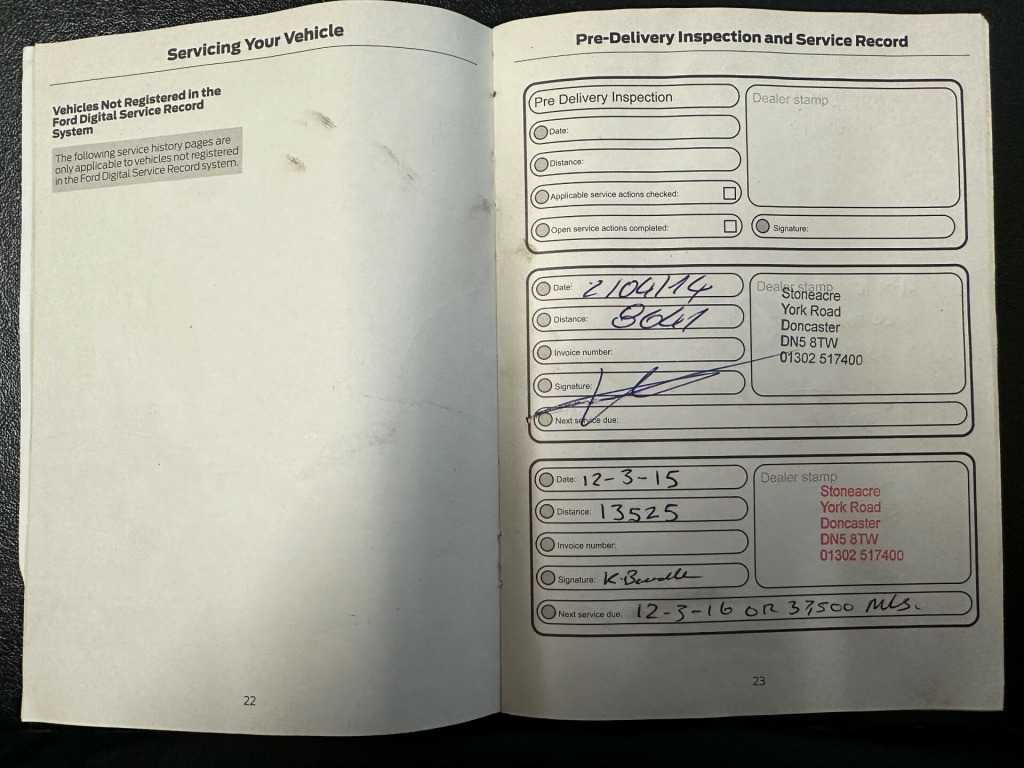 Servicing Your Vehicle
Vehicles Not Registered in the
Ford Digital Service Record
System
The following service history pages are
only applicable to vehicles not registered
in the Ford Digital Service Record system.
22
Pre-Delivery Inspection and Service Record
Pre Delivery Inspection
Dealer stamp
Date:
Distance:
Applicable service actions checked:
Open service actions completed:
Signature:
Date: 2/04/14
Distance: 8641
Invoice number:
Signature:
Next service due:
Dealer stamp
Stoneacre
York Road
Doncaster
DN5 8TW
01302 517400
Date: 12-3-15
Distance: 13525
Invoice number:
Signature: K.
Next service due: 12-3-16 OR 37500 Mls.
Dealer stamp
Stoneacre
York Road
Doncaster
DN5 8TW
01302 517400
23